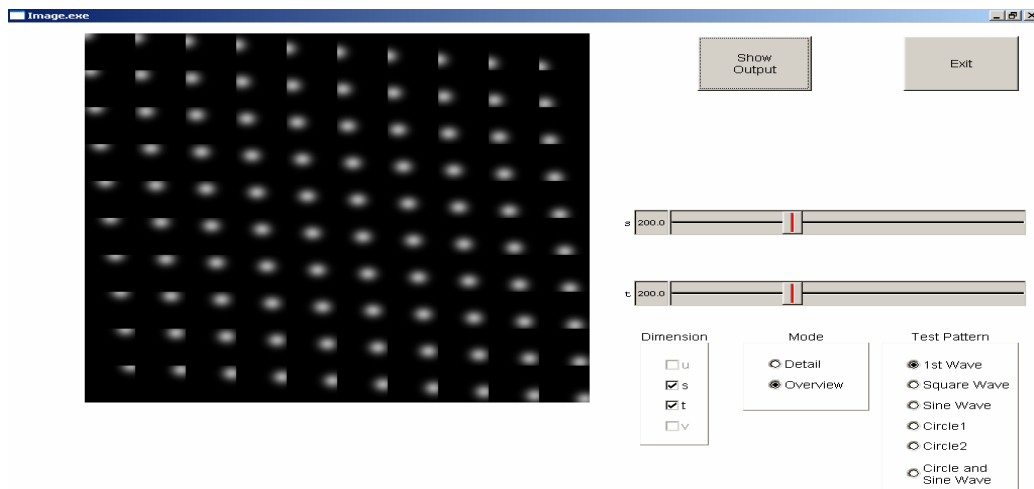 Image.exe
Show
Output
Exit
s 200.0
t 200.0
Dimension
u
s
t
v
Mode
Detail
Overview
Test Pattern
1st Wave
Square Wave
Sine Wave
Circle1
Circle2
Circle and
Sine Wave